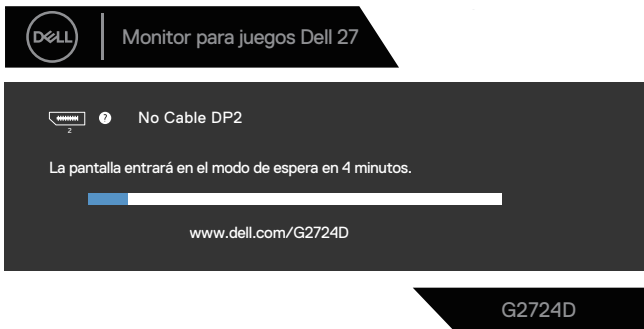 DELL
Monitor para juegos Dell 27
? No Cable DP2
2
La pantalla entrará en el modo de espera en 4 minutos.
www.dell.com/G2724D
G2724D